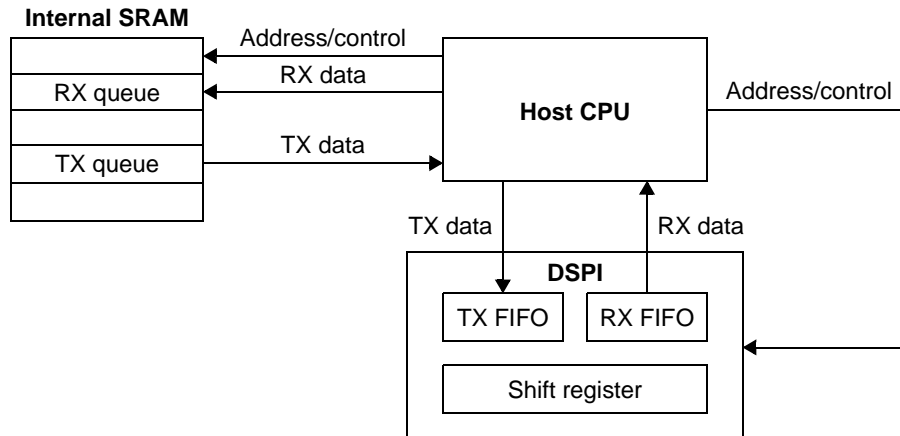 Internal SRAM
Address/control
RX data
RX queue
Host CPU
Address/control
TX data
TX queue
TX data
RX data
DSPI
TX FIFO
RX FIFO
Shift register